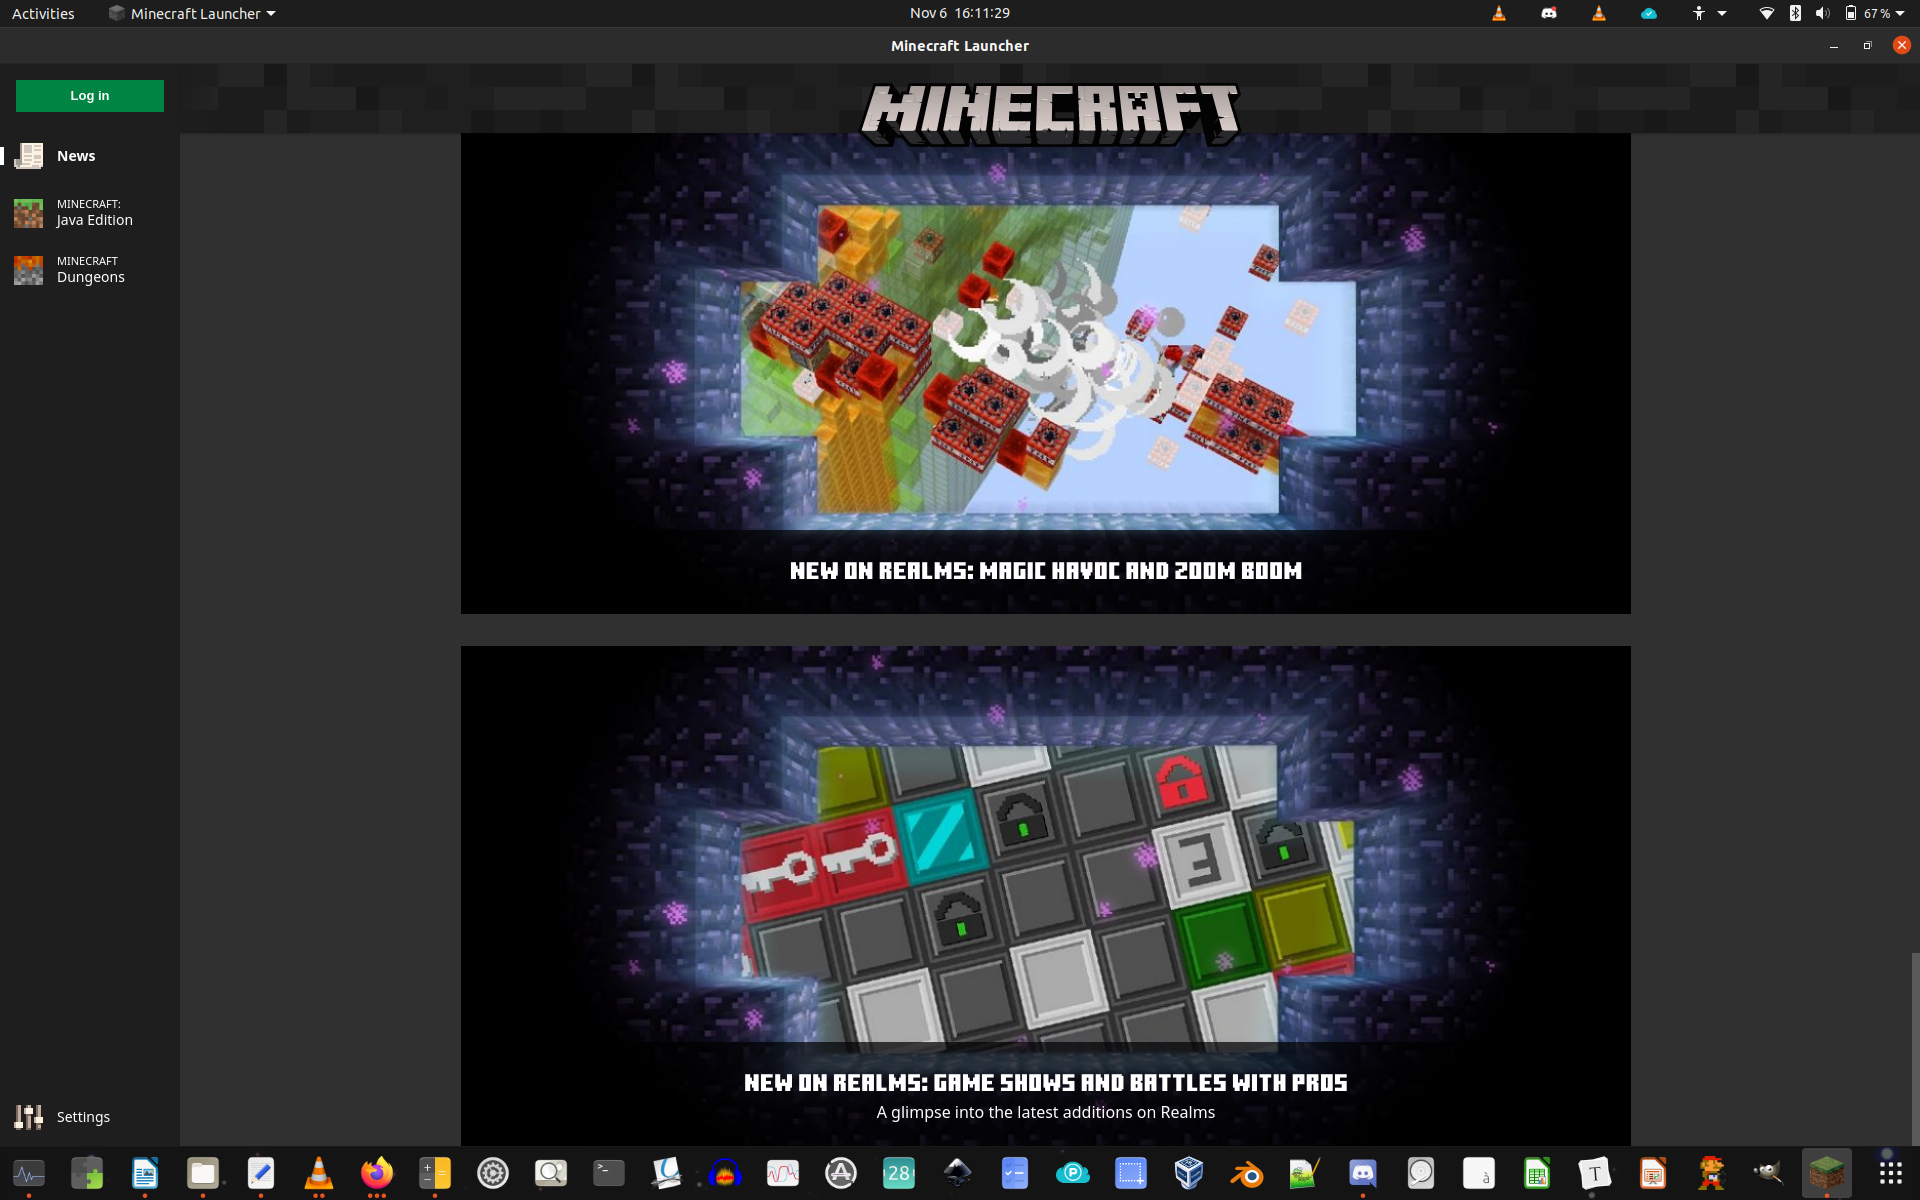 Activities
Minecraft Launcher
Nov 6 16:11:29
67 %
Minecraft Launcher
Log in
MINECRAFT
News
MINECRAFT:
Java Edition
MINECRAFT
Dungeons
NEW ON REALMS: MAGIC HAVOC AND ZOOM BOOM
3
NEW ON REALMS: GAME SHOWS AND BATTLES WITH PROS
A glimpse into the latest additions on Realms
Settings
28
P
à
T